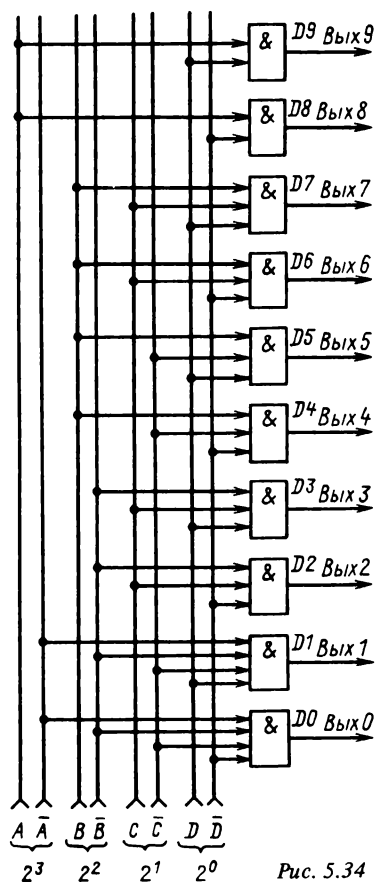 & D9 Вых 9
& D8 Вых 8
& D7 Вых 7
& D6 Вых 6
& D5 Вых 5
& D4 Вых 4
& D3 Вых 3
& D2 Вых 2
& D1 Вых 1
& D0 Вых 0
A A̅ B B̅ C C̅ D D̅
2³ 2² 2¹ 2⁰ Рис. 5.34